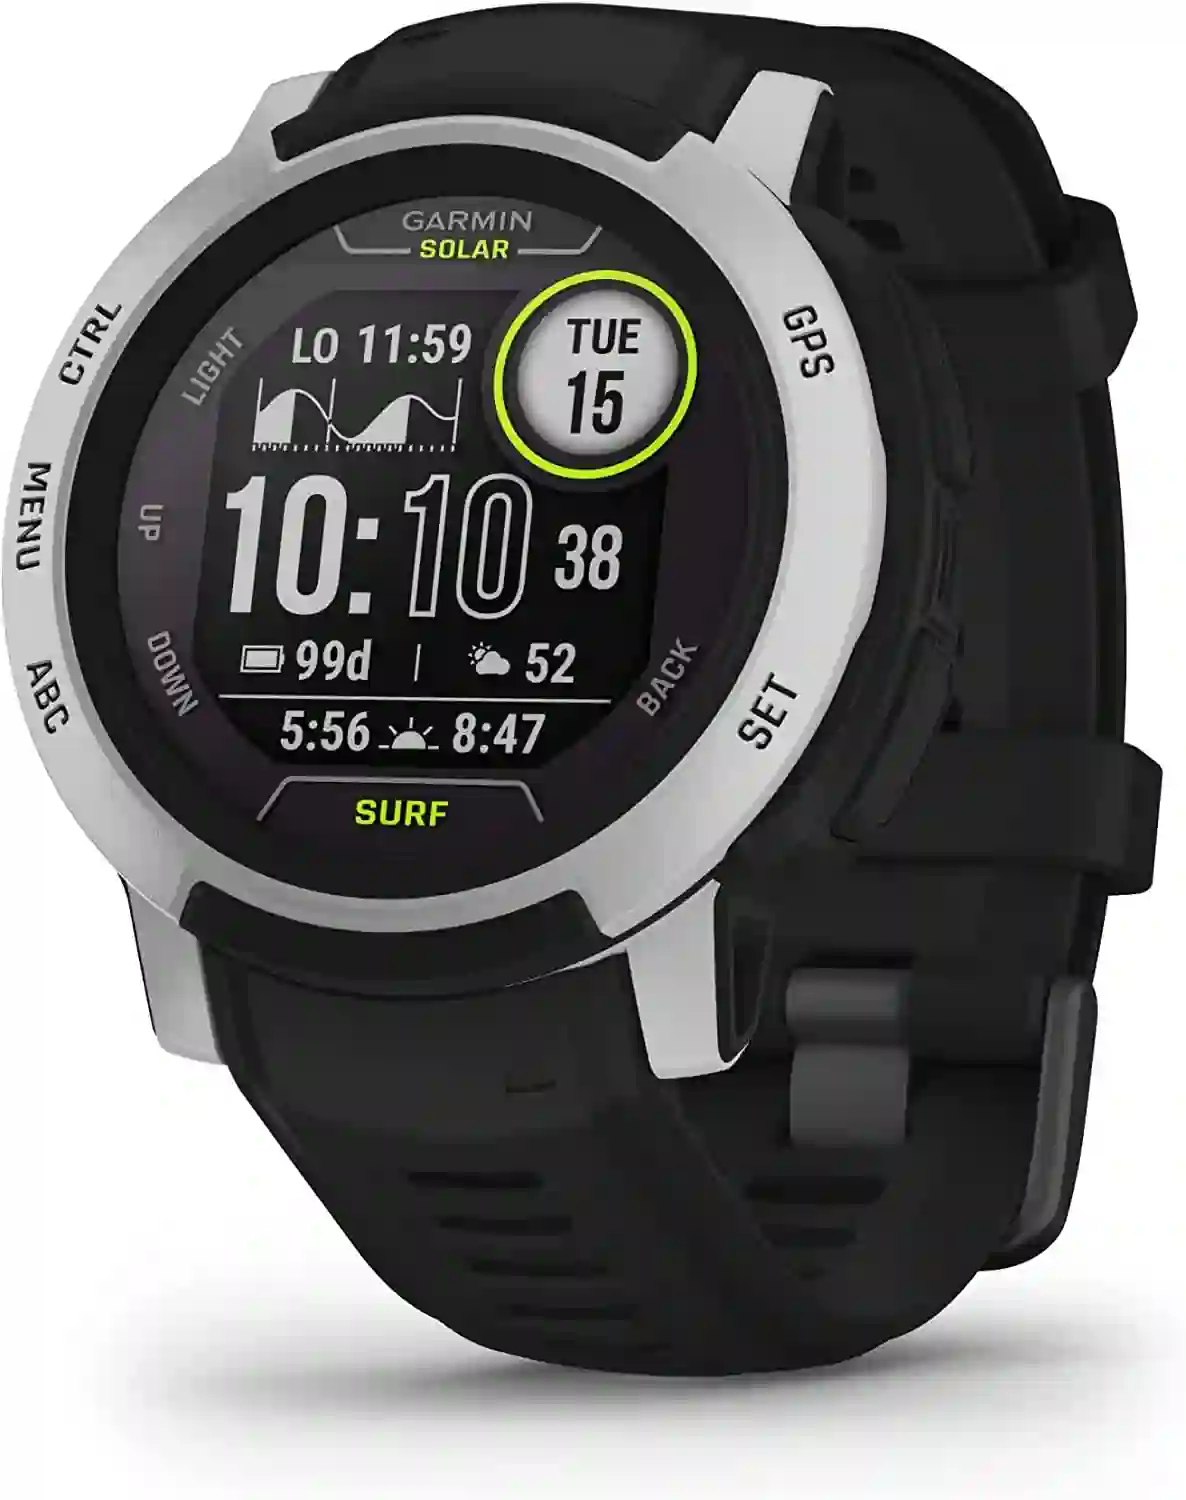 GARMIN
SOLAR
CTRL
LIGHT
GPS
LO 11:59
TUE
15
MENU
UP
10:10 38
99d | 52
ABC
DOWN
BACK
SET
5:56 8:47
SURF